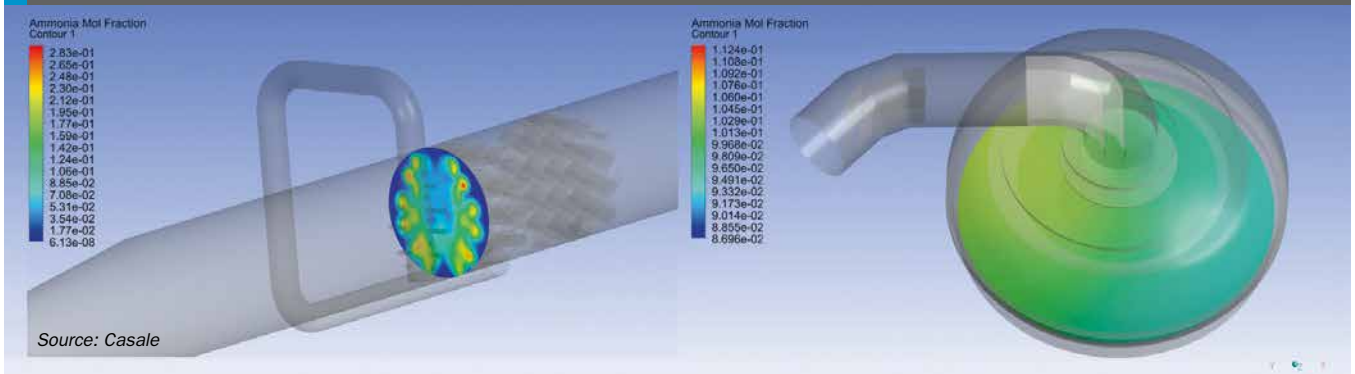 Ammonia Mol Fraction
Contour 1
2.83e-01
2.65e-01
2.48e-01
2.30e-01
2.12e-01
1.95e-01
1.77e-01
1.59e-01
1.42e-01
1.24e-01
1.06e-01
8.85e-02
7.08e-02
5.31e-02
3.54e-02
1.77e-02
6.13e-08
Source: Casale
Ammonia Mol Fraction
Contour 1
1.124e-01
1.108e-01
1.092e-01
1.076e-01
1.060e-01
1.045e-01
1.029e-01
1.013e-01
9.968e-02
9.809e-02
9.650e-02
9.491e-02
9.332e-02
9.173e-02
9.014e-02
8.855e-02
8.696e-02